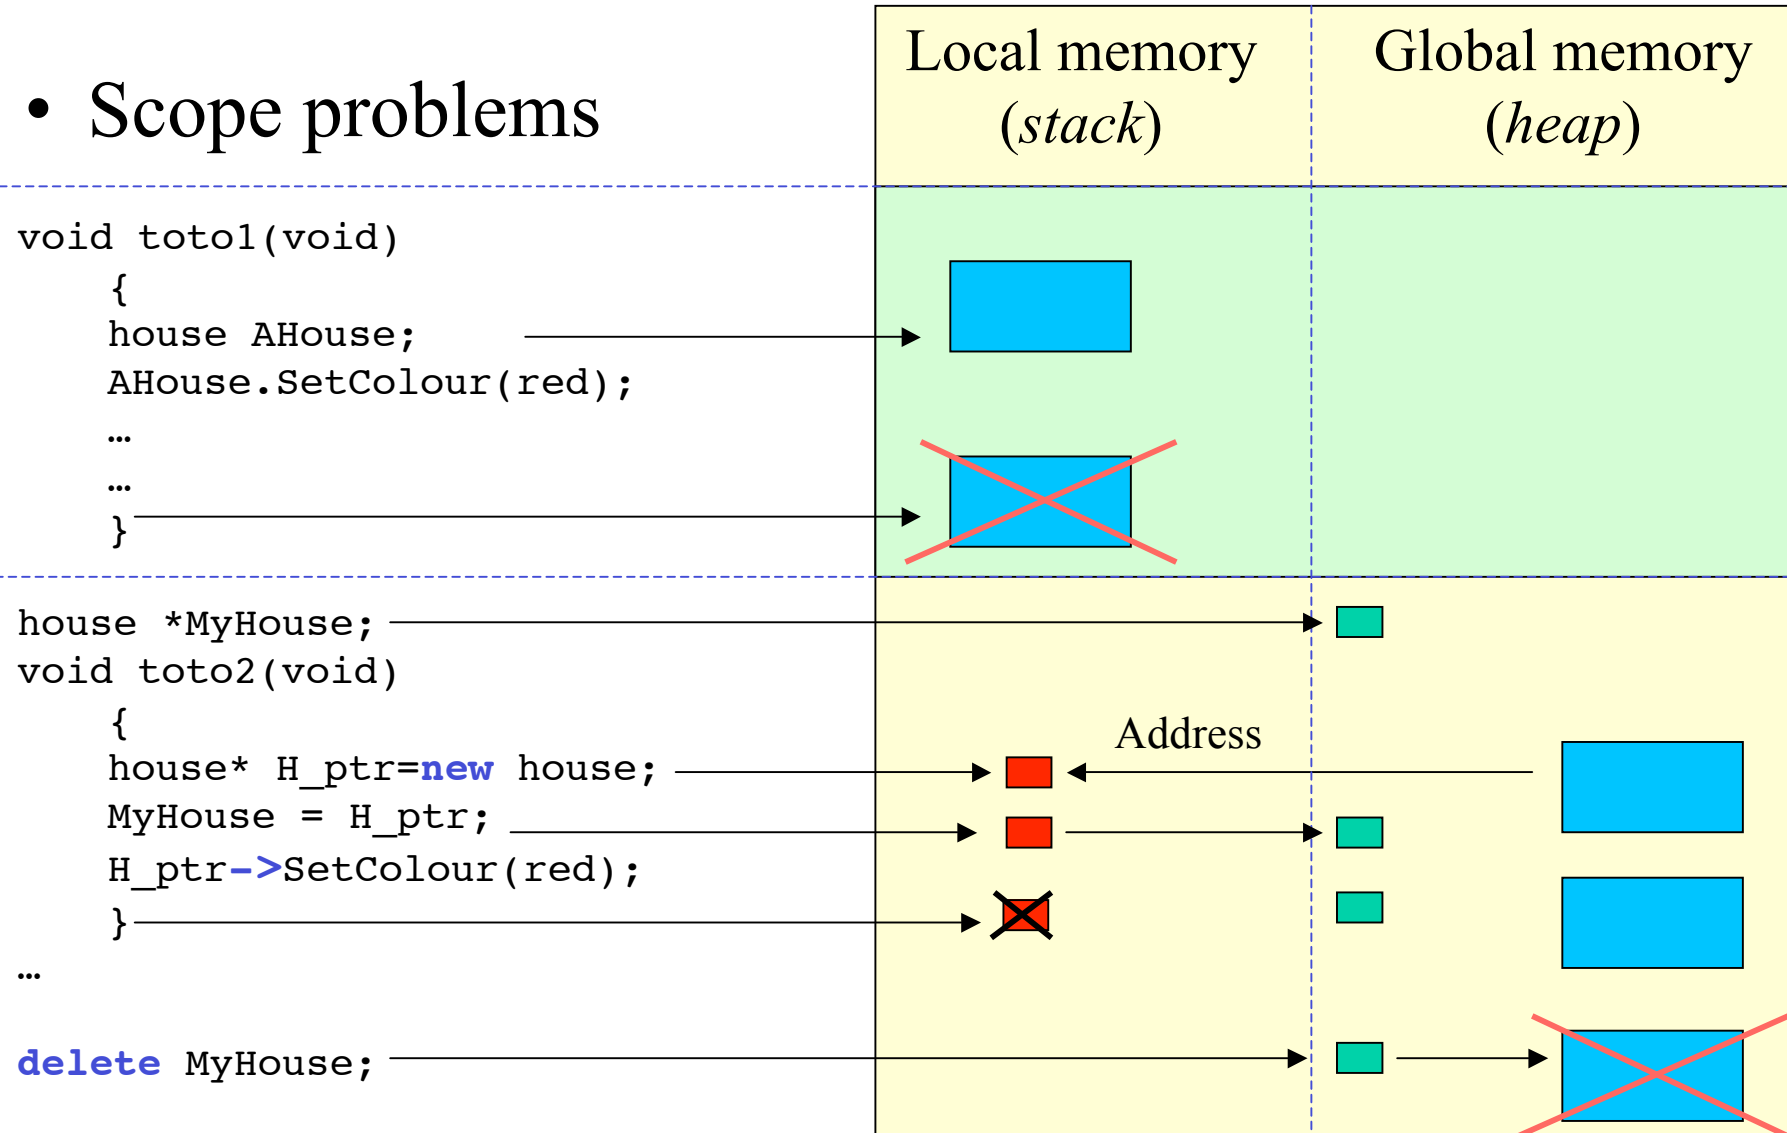 • Scope problems
Local memory
(stack)
Global memory
(heap)
void toto1(void)
{
house AHouse;
AHouse.SetColour(red);
…
…
}
house *MyHouse;
void toto2(void)
{
house* H_ptr=new house;
MyHouse = H_ptr;
H_ptr->SetColour(red);
}
…
delete MyHouse;
Address